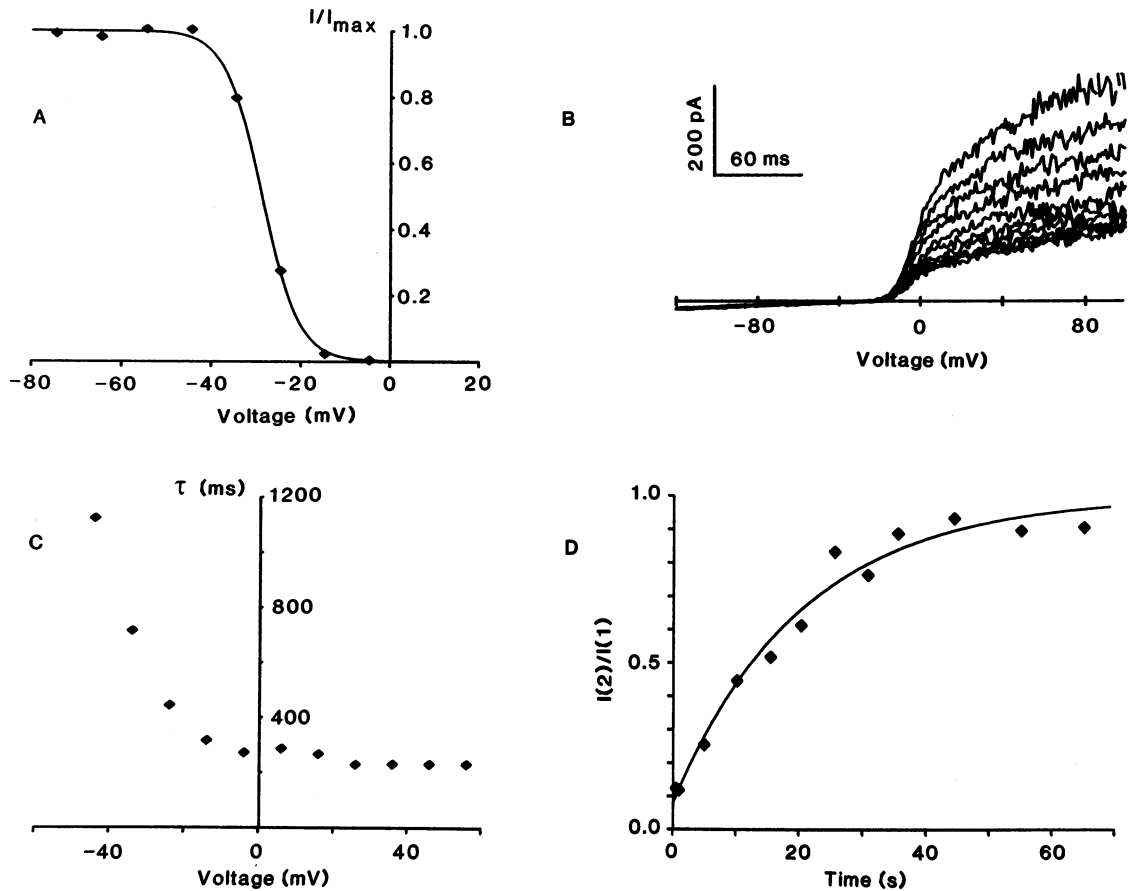 I/Imax
1.0
0.8
0.6
0.4
0.2
A
-80 -60 -40 -20 0 20
Voltage (mV)
B
200 pA
60 ms
-80 0 80
Voltage (mV)
τ (ms)
1200
800
400
C
-40 0 40
Voltage (mV)
D
1.0
0.5
0.0
I(2)/I(1)
0 20 40 60
Time (s)